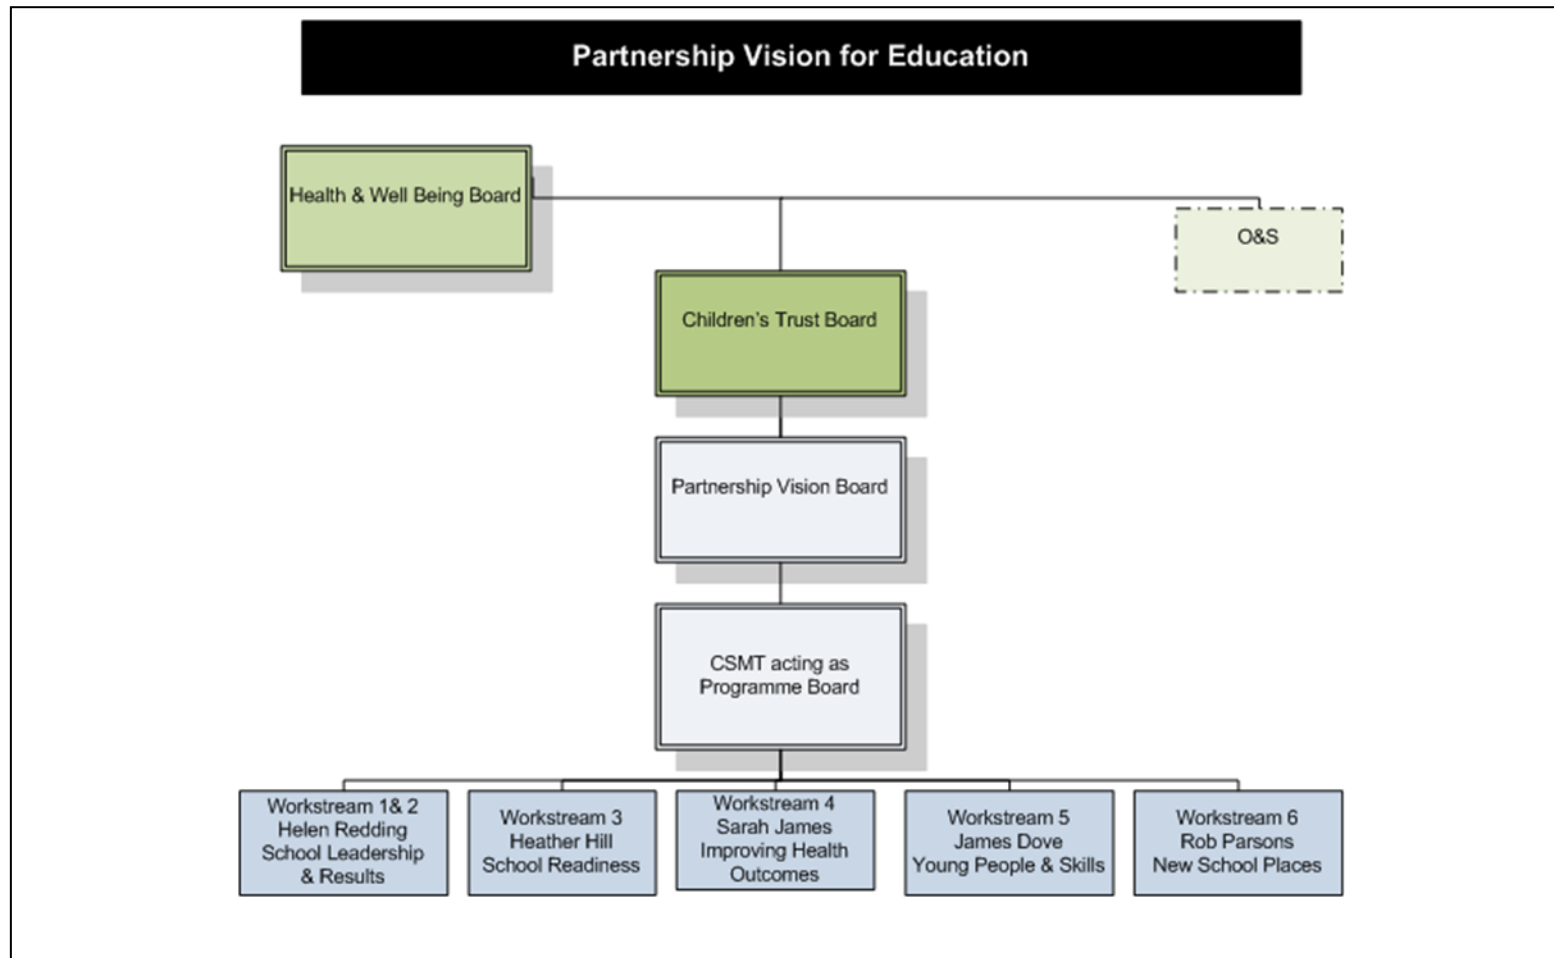 Partnership Vision for Education
Health & Well Being Board
O&S
Children's Trust Board
Partnership Vision Board
CSMT acting as
Programme Board
Workstream 1& 2
Helen Redding
School Leadership
& Results
Workstream 3
Heather Hill
School Readiness
Workstream 4
Sarah James
Improving Health
Outcomes
Workstream 5
James Dove
Young People & Skills
Workstream 6
Rob Parsons
New School Places